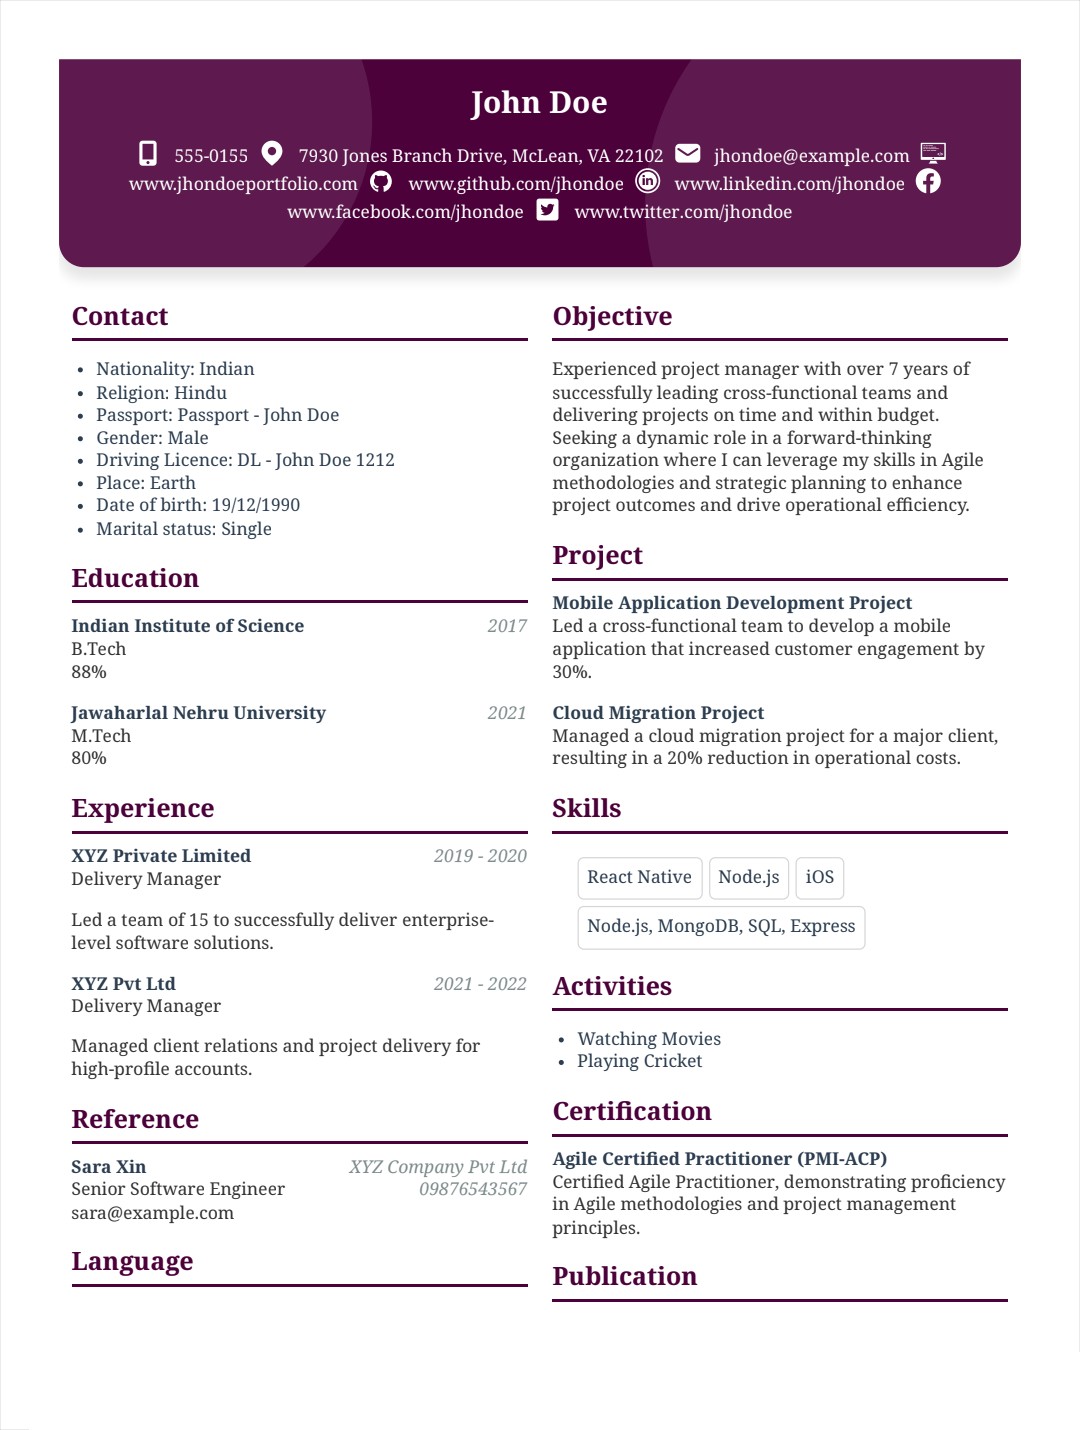 John Doe
555-0155 7930 Jones Branch Drive, McLean, VA 22102 jhondoe@example.com
www.jhondoeportfolio.com www.github.com/jhondoe www.linkedin.com/jhondoe
www.facebook.com/jhondoe www.twitter.com/jhondoe
Contact
Nationality: Indian
Religion: Hindu
Passport: Passport - John Doe
Gender: Male
Driving Licence: DL - John Doe 1212
Place: Earth
Date of birth: 19/12/1990
Marital status: Single
Education
Indian Institute of Science 2017
B.Tech
88%
Jawaharlal Nehru University 2021
M.Tech
80%
Experience
XYZ Private Limited 2019 - 2020
Delivery Manager
Led a team of 15 to successfully deliver enterprise-
level software solutions.
XYZ Pvt Ltd 2021 - 2022
Delivery Manager
Managed client relations and project delivery for
high-profile accounts.
Reference
Sara Xin XYZ Company Pvt Ltd
Senior Software Engineer 09876543567
sara@example.com
Language
Objective
Experienced project manager with over 7 years of
successfully leading cross-functional teams and
delivering projects on time and within budget.
Seeking a dynamic role in a forward-thinking
organization where I can leverage my skills in Agile
methodologies and strategic planning to enhance
project outcomes and drive operational efficiency.
Project
Mobile Application Development Project
Led a cross-functional team to develop a mobile
application that increased customer engagement by
30%.
Cloud Migration Project
Managed a cloud migration project for a major client,
resulting in a 20% reduction in operational costs.
Skills
React Native Node.js iOS
Node.js, MongoDB, SQL, Express
Activities
Watching Movies
Playing Cricket
Certification
Agile Certified Practitioner (PMI-ACP)
Certified Agile Practitioner, demonstrating proficiency
in Agile methodologies and project management
principles.
Publication